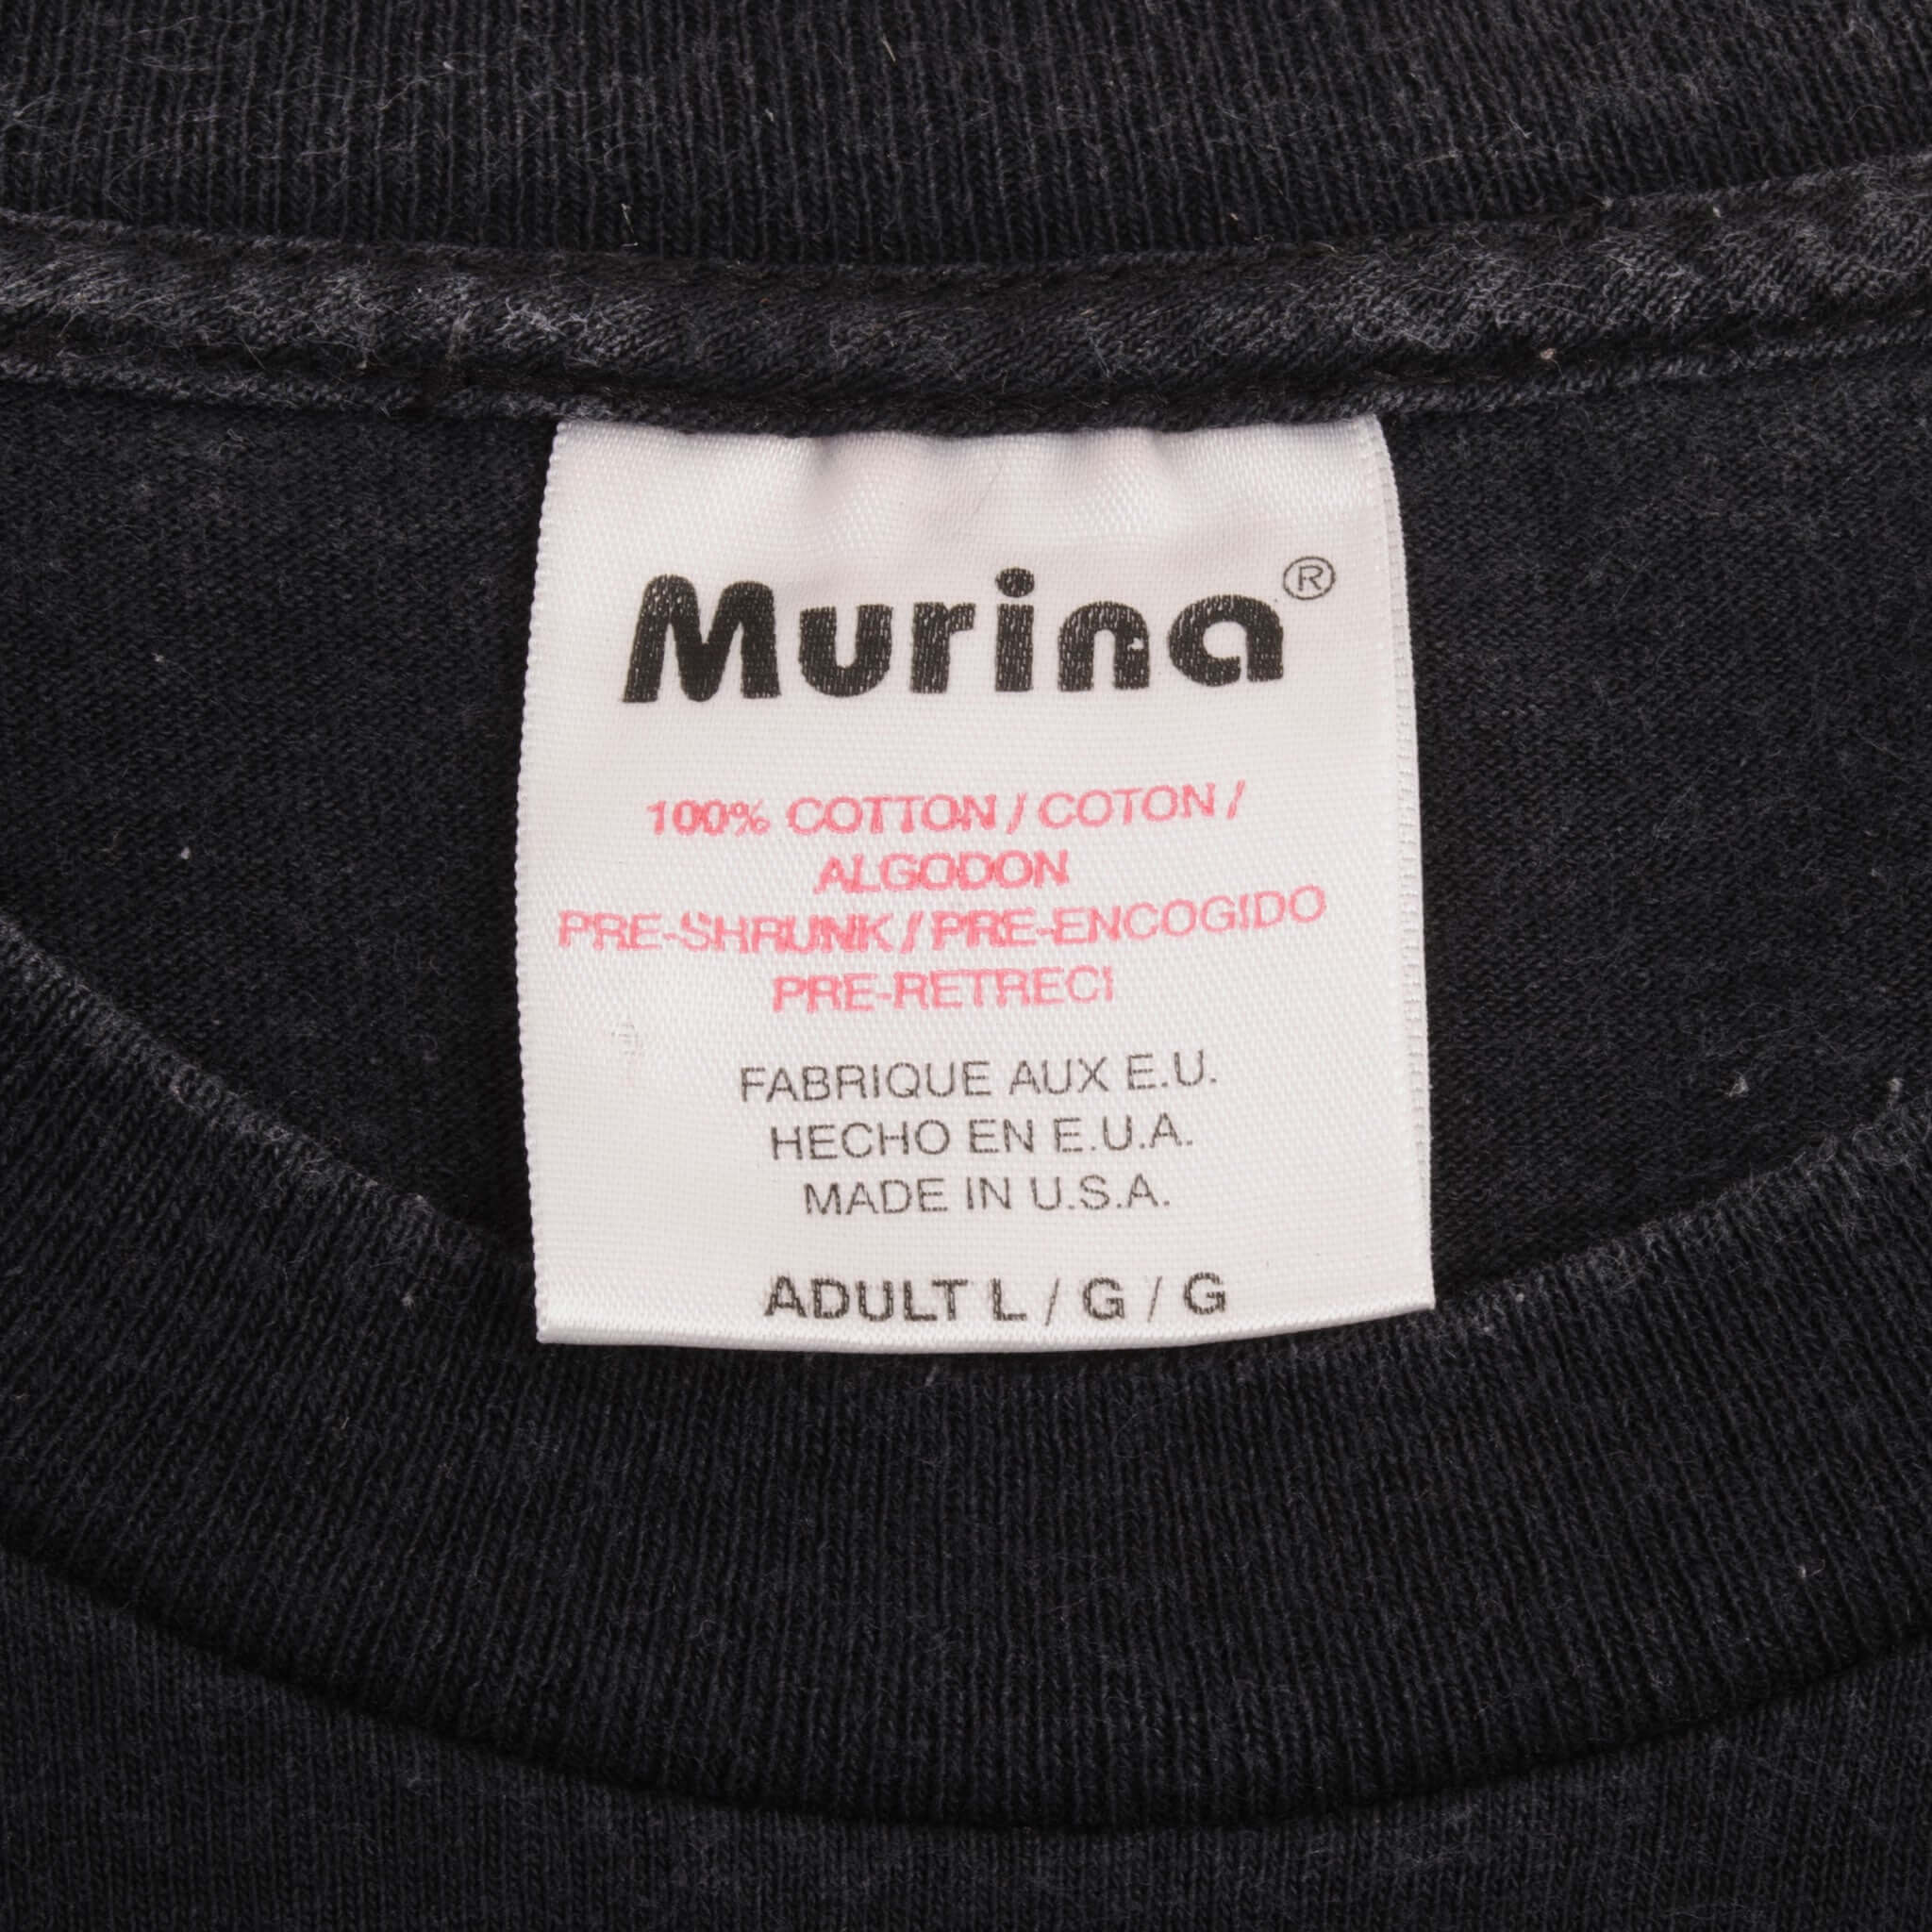 Murina®
100% COTTON / COTON /
ALGODON
PRE-SHRUNK / PRE-ENCOGIDO
PRE-RETRECI
FABRIQUE AUX E.U.
HECHO EN E.U.A.
MADE IN U.S.A.
ADULT L / G / G